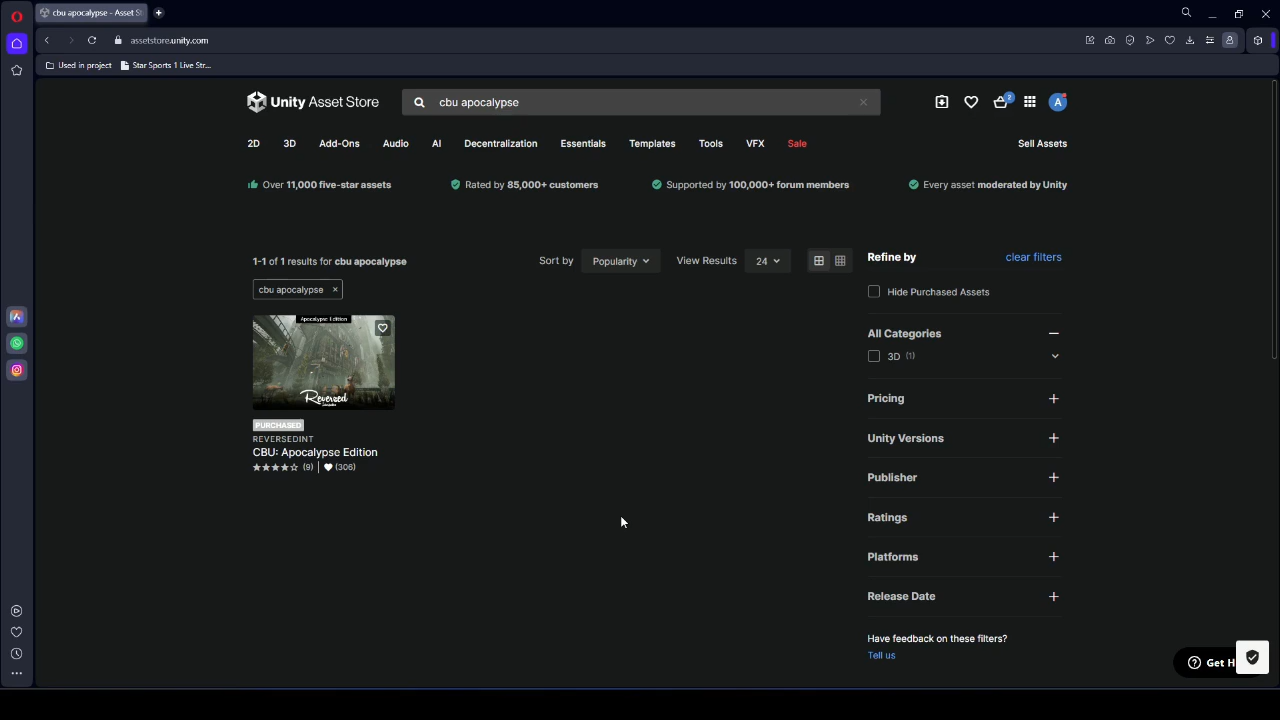 cbu apocalypse - Asset S
assetstore.unity.com
Used in project
Star Sports 1 Live Str...
Unity Asset Store
cbu apocalypse
2
A
2D
3D
Add-Ons
Audio
AI
Decentralization
Essentials
Templates
Tools
VFX
Sale
Sell Assets
Over 11,000 five-star assets
Rated by 85,000+ customers
Supported by 100,000+ forum members
Every asset moderated by Unity
1-1 of 1 results for cbu apocalypse
Sort by
Popularity
View Results
24
cbu apocalypse ×
Apocalypse Edition
Reversed
PURCHASED
REVERSEDINT
CBU: Apocalypse Edition
(9)
(306)
Refine by
clear filters
Hide Purchased Assets
All Categories
3D (1)
Pricing
Unity Versions
Publisher
Ratings
Platforms
Release Date
Have feedback on these filters?
Tell us
Get H